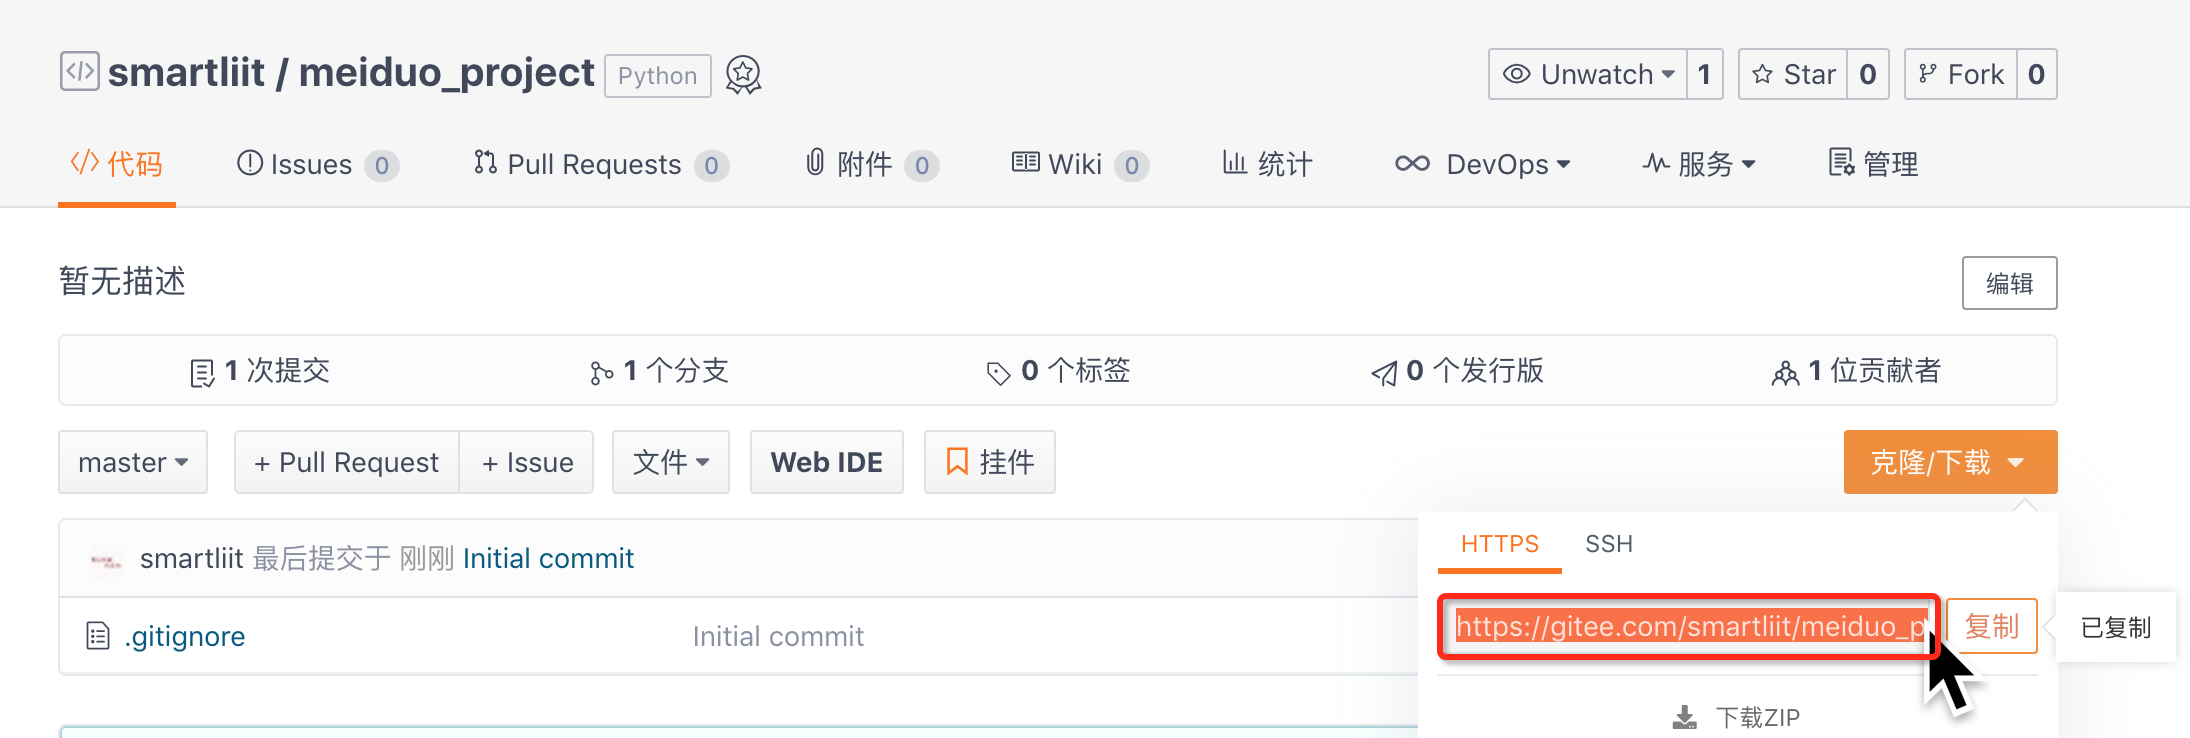 smartliit / meiduo_project Python Unwatch 1 Star 0 Fork 0
代码 Issues 0 Pull Requests 0 附件 0 Wiki 0 统计 DevOps 服务 管理
暂无描述 编辑
1 次提交 1 个分支 0 个标签 0 个发行版 1 位贡献者
master + Pull Request + Issue 文件 Web IDE 挂件 克隆/下载
HTTPS SSH
smartliit 最后提交于 刚刚 Initial commit
https://gitee.com/smartliit/meiduo_p 复制 已复制
.gitignore Initial commit
下载ZIP